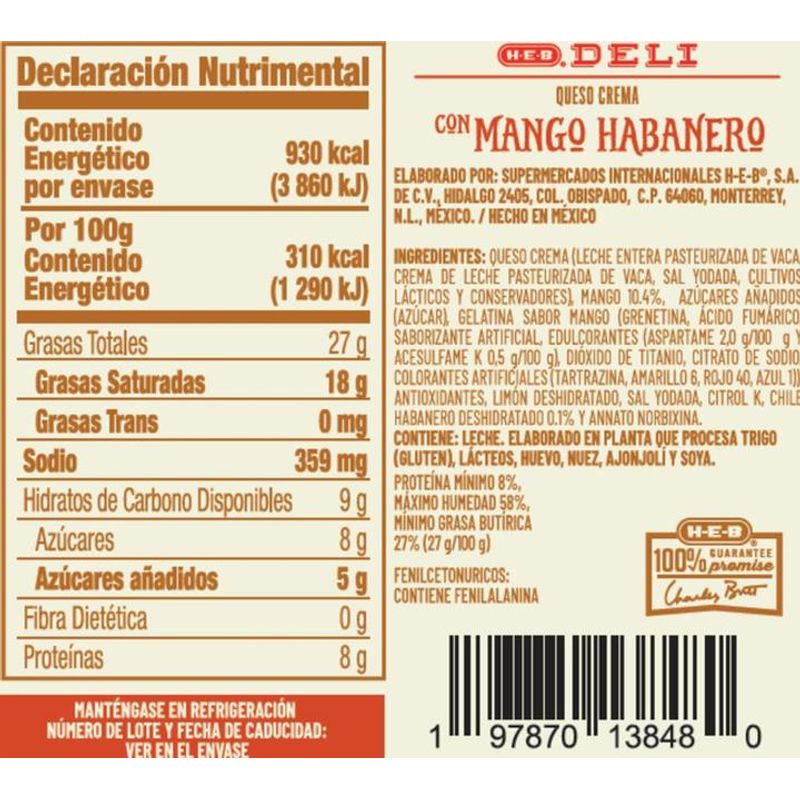 Declaración Nutrimental
Contenido
Energético
por envase
930 kcal
(3 860 kJ)
Por 100g
Contenido
Energético
310 kcal
(1 290 kJ)
Grasas Totales 27 g
Grasas Saturadas 18 g
Grasas Trans 0 mg
Sodio 359 mg
Hidratos de Carbono Disponibles 9 g
Azúcares 8 g
Azúcares añadidos 5 g
Fibra Dietética 0 g
Proteínas 8 g
MANTÉNGASE EN REFRIGERACIÓN
NÚMERO DE LOTE Y FECHA DE CADUCIDAD:
VER EN EL ENVASE
H-E-B. DELI
QUESO CREMA
CON MANGO HABANERO
ELABORADO POR: SUPERMERCADOS INTERNACIONALES H-E-B®, S.A.
DE C.V., HIDALGO 2405, COL. OBISPADO, C.P. 64060, MONTERREY,
N.L., MÉXICO. / HECHO EN MÉXICO
INGREDIENTES: QUESO CREMA (LECHE ENTERA PASTEURIZADA DE VACA,
CREMA DE LECHE PASTEURIZADA DE VACA, SAL YODADA, CULTIVOS
LÁCTICOS Y CONSERVADORES), MANGO 10.4%, AZÚCARES AÑADIDOS
(AZÚCAR), GELATINA SABOR MANGO (GRENETINA, ÁCIDO FUMÁRICO,
SABORIZANTE ARTIFICIAL, EDULCORANTES (ASPARTAME 2,0 g/100 g Y
ACESULFAME K 0,5 g/100 g), DIÓXIDO DE TITANIO, CITRATO DE SODIO,
COLORANTES ARTIFICIALES (TARTRAZINA, AMARILLO 6, ROJO 40, AZUL 1)),
ANTIOXIDANTES, LIMÓN DESHIDRATADO, SAL YODADA, CITROL K, CHILE
HABANERO DESHIDRATADO 0.1% Y ANNATO NORBIXINA.
CONTIENE: LECHE. ELABORADO EN PLANTA QUE PROCESA TRIGO
(GLUTEN), LÁCTEOS, HUEVO, NUEZ, AJONJOLÍ Y SOYA.
PROTEÍNA MÍNIMO 8%,
MÁXIMO HUMEDAD 58%,
MÍNIMO GRASA BUTÍRICA
27% (27 g/100 g)
FENILCETONURICOS:
CONTIENE FENILALANINA
H-E-B®
100% GUARANTEE
promise
1 97870 13848 0